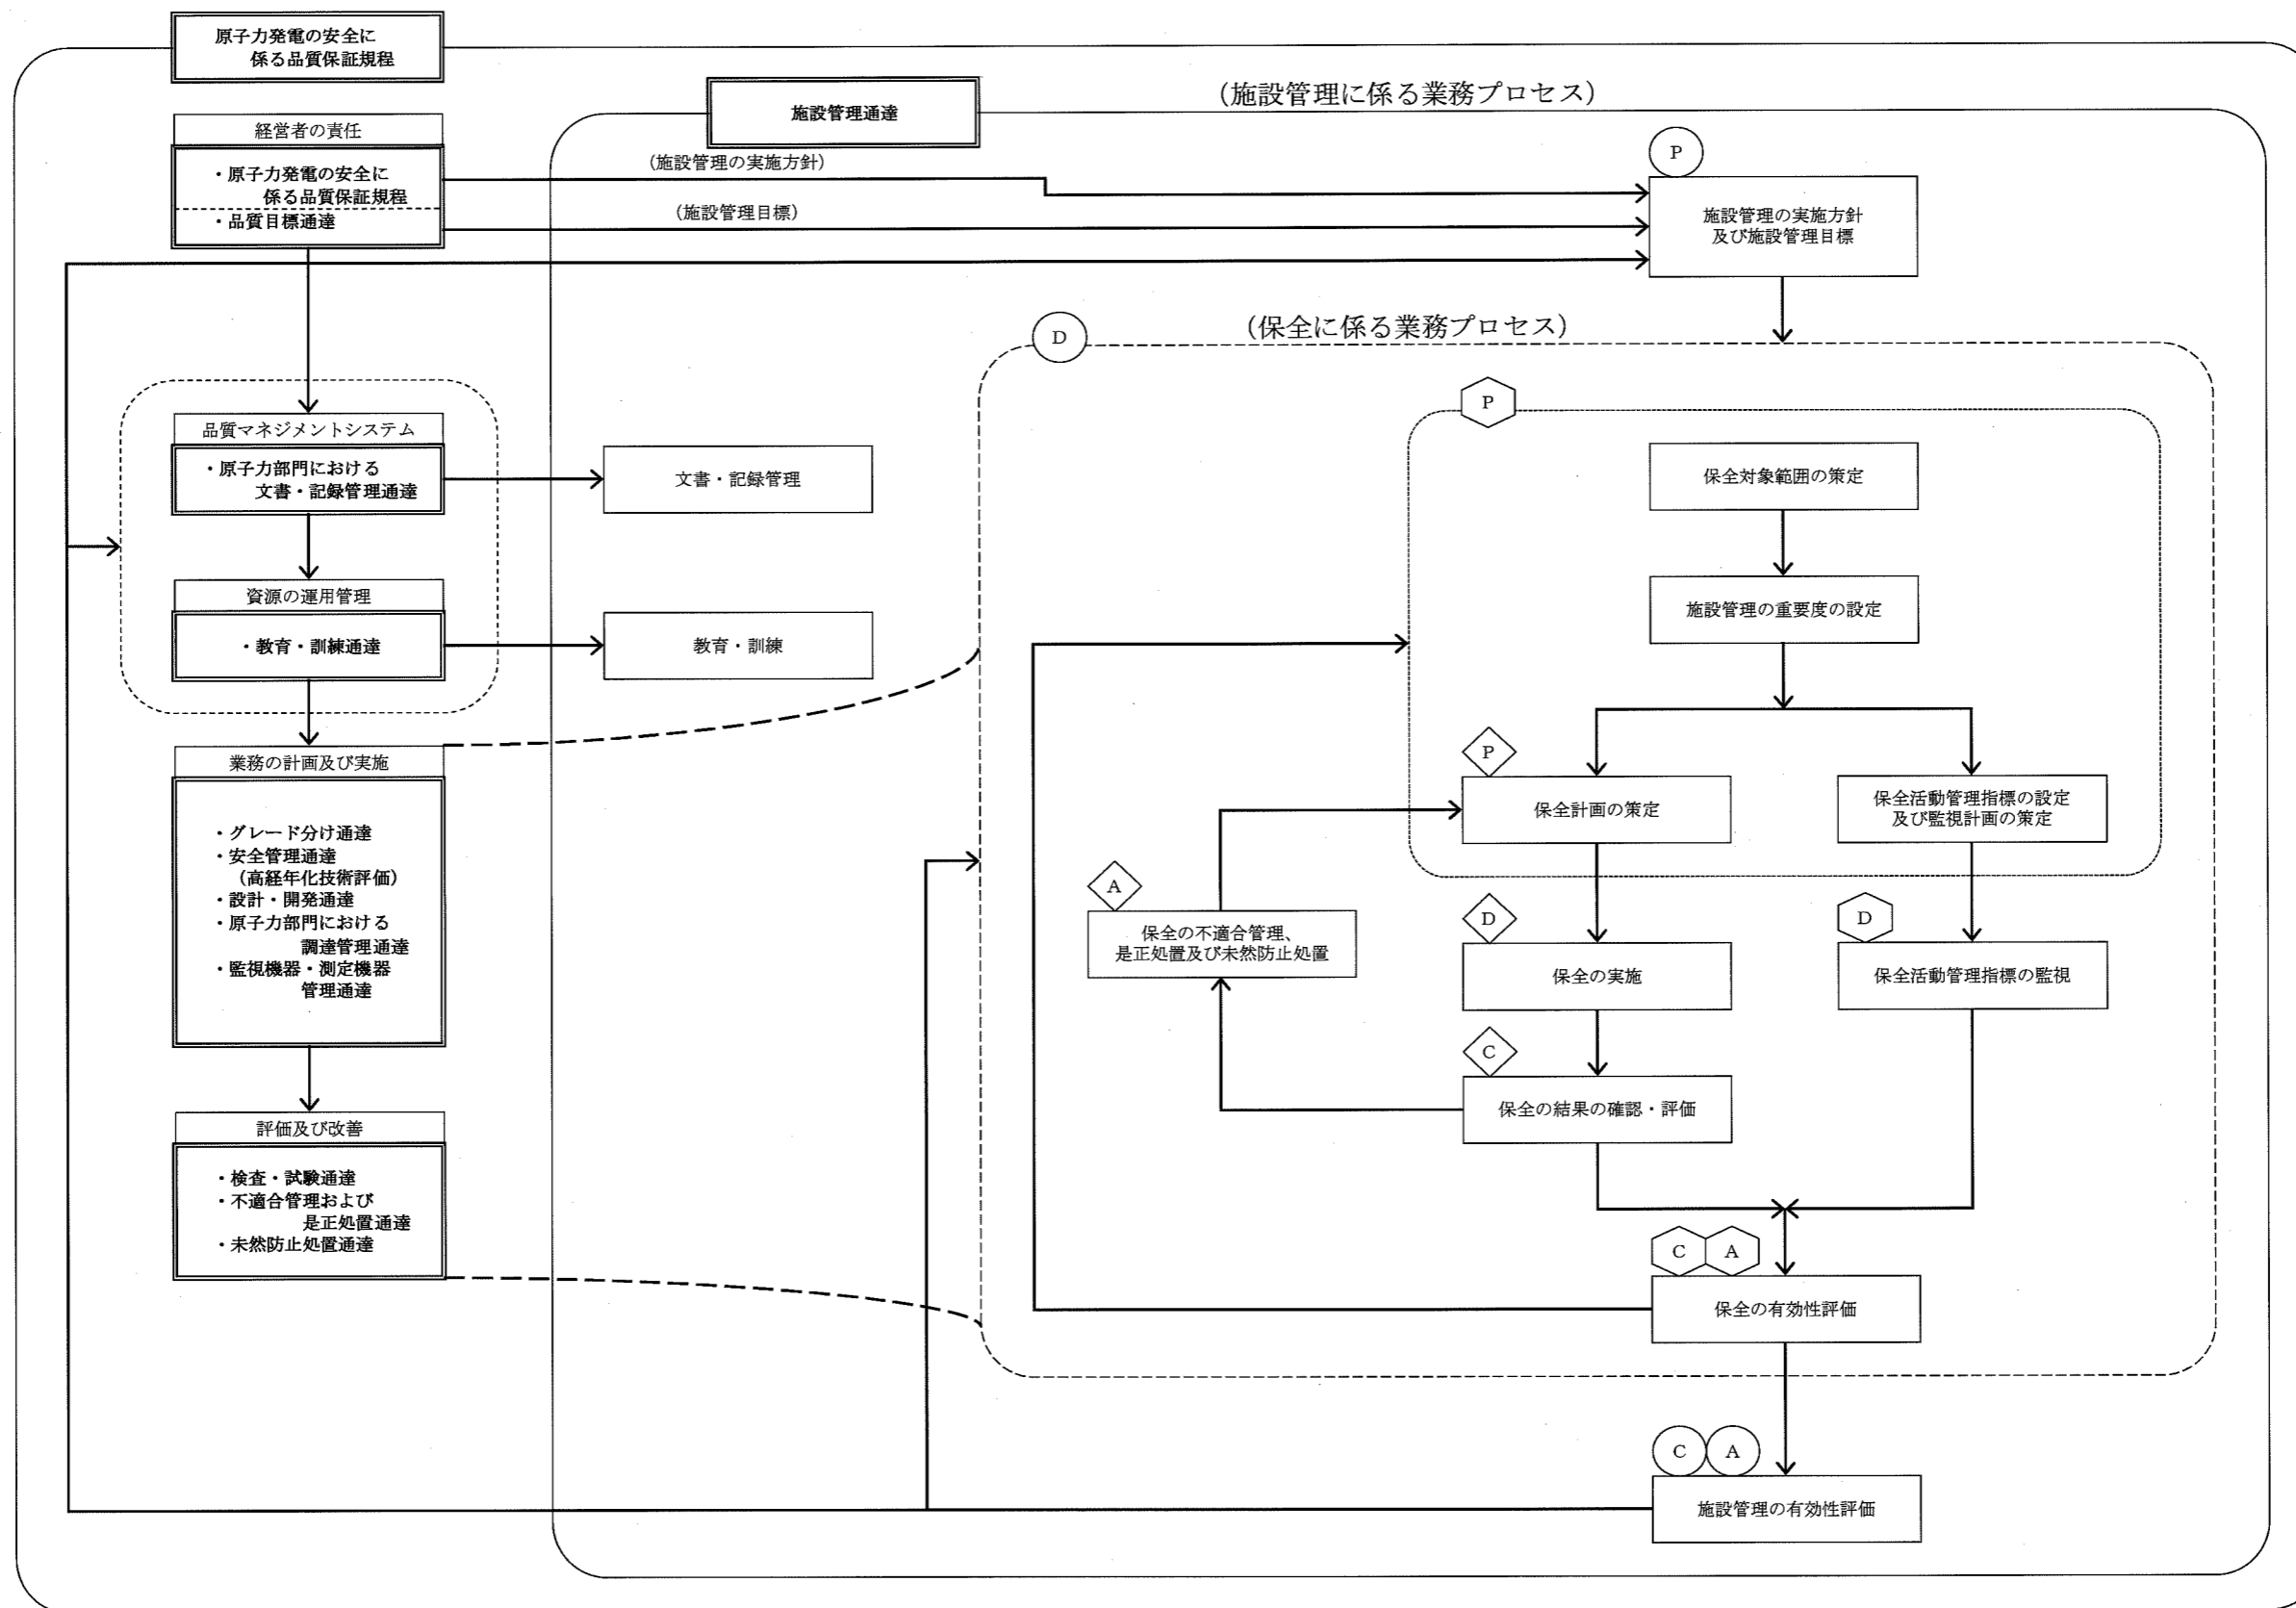 原子力発電の安全に
係る品質保証規程
施設管理通達
(施設管理に係る業務プロセス)
経営者の責任
・原子力発電の安全に
係る品質保証規程
・品質目標通達
(施設管理の実施方針)
(施設管理目標)
P
施設管理の実施方針
及び施設管理目標
D
(保全に係る業務プロセス)
品質マネジメントシステム
・原子力部門における
文書・記録管理通達
文書・記録管理
資源の運用管理
・教育・訓練通達
教育・訓練
業務の計画及び実施
・グレード分け通達
・安全管理通達
(高経年化技術評価)
・設計・開発通達
・原子力部門における
調達管理通達
・監視機器・測定機器
管理通達
評価及び改善
・検査・試験通達
・不適合管理および
是正処置通達
・未然防止処置通達
P
保全対象範囲の策定
施設管理の重要度の設定
P
保全計画の策定
保全活動管理指標の設定
及び監視計画の策定
A
保全の不適合管理、
是正処置及び未然防止処置
D
保全の実施
D
保全活動管理指標の監視
C
保全の結果の確認・評価
C A
保全の有効性評価
C A
施設管理の有効性評価